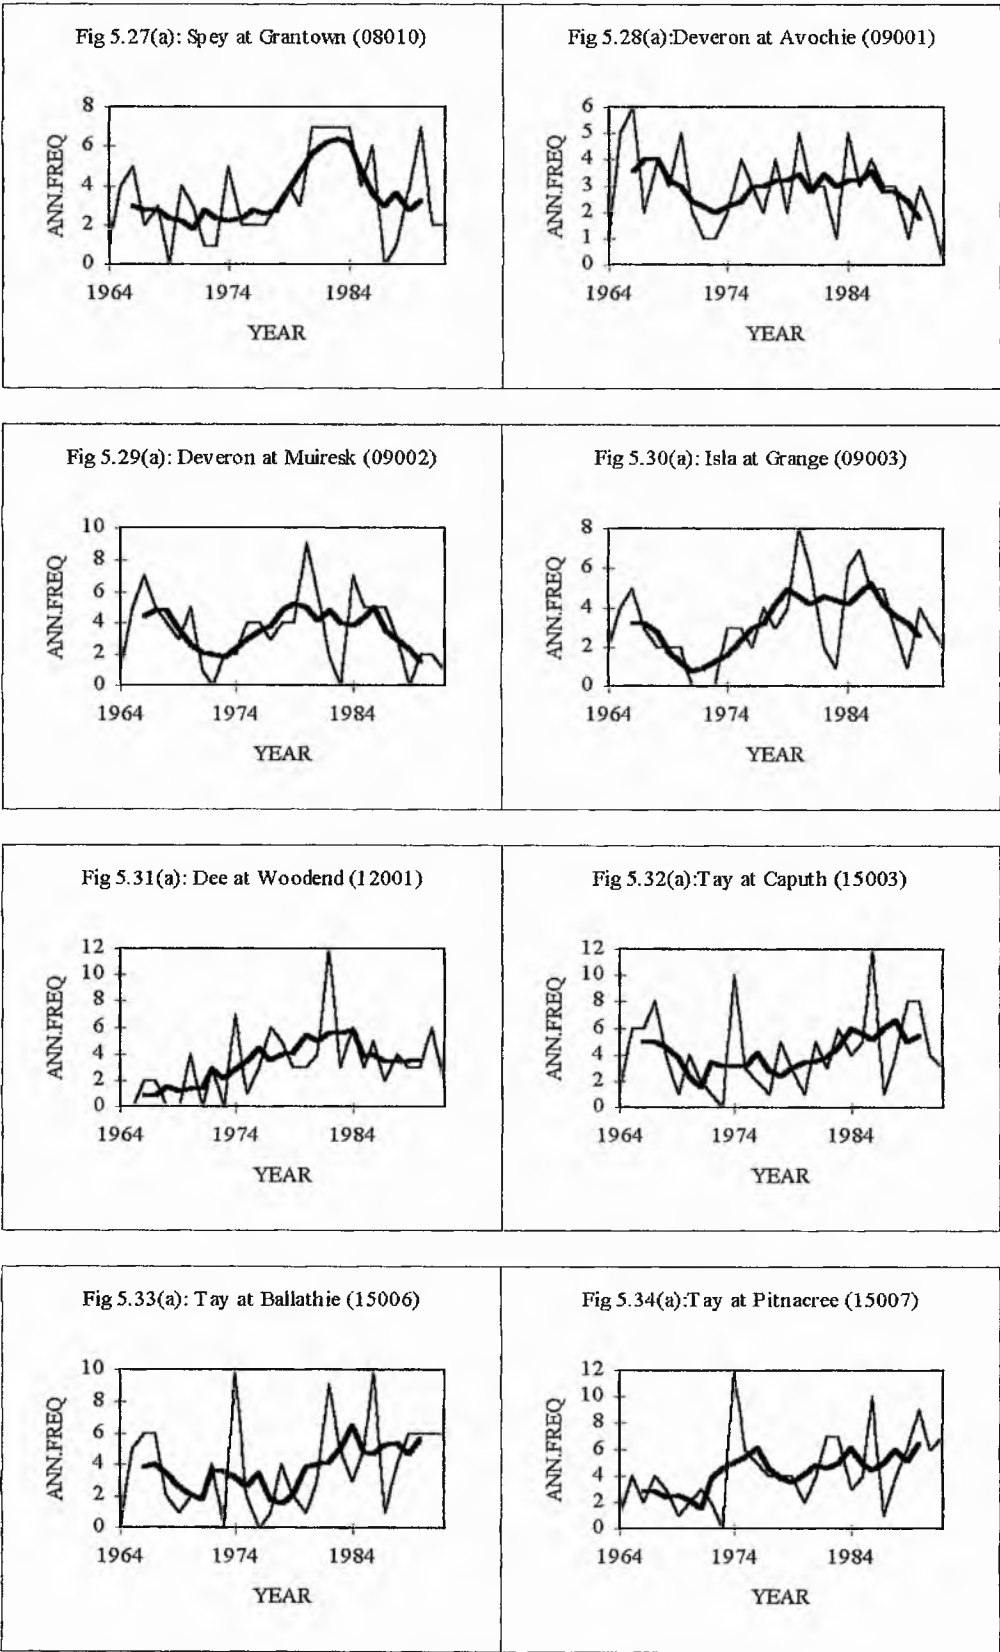 Fig 5.27(a): Spey at Grantown (08010)
8
6
4
2
0
ANN.FREQ
1964 1974 1984
YEAR
Fig 5.28(a):Deveron at Avochie (09001)
6
5
4
3
2
1
0
ANN.FREQ
1964 1974 1984
YEAR
Fig 5.29(a): Deveron at Muiresk (09002)
10
8
6
4
2
0
ANN.FREQ
1964 1974 1984
YEAR
Fig 5.30(a): Isla at Grange (09003)
8
6
4
2
0
ANN.FREQ
1964 1974 1984
YEAR
Fig 5.31(a): Dee at Woodend (12001)
12
10
8
6
4
2
0
ANN.FREQ
1964 1974 1984
YEAR
Fig 5.32(a):Tay at Caputh (15003)
12
10
8
6
4
2
0
ANN.FREQ
1964 1974 1984
YEAR
Fig 5.33(a): Tay at Ballathie (15006)
10
8
6
4
2
0
ANN.FREQ
1964 1974 1984
YEAR
Fig 5.34(a):Tay at Pitnacree (15007)
12
10
8
6
4
2
0
ANN.FREQ
1964 1974 1984
YEAR